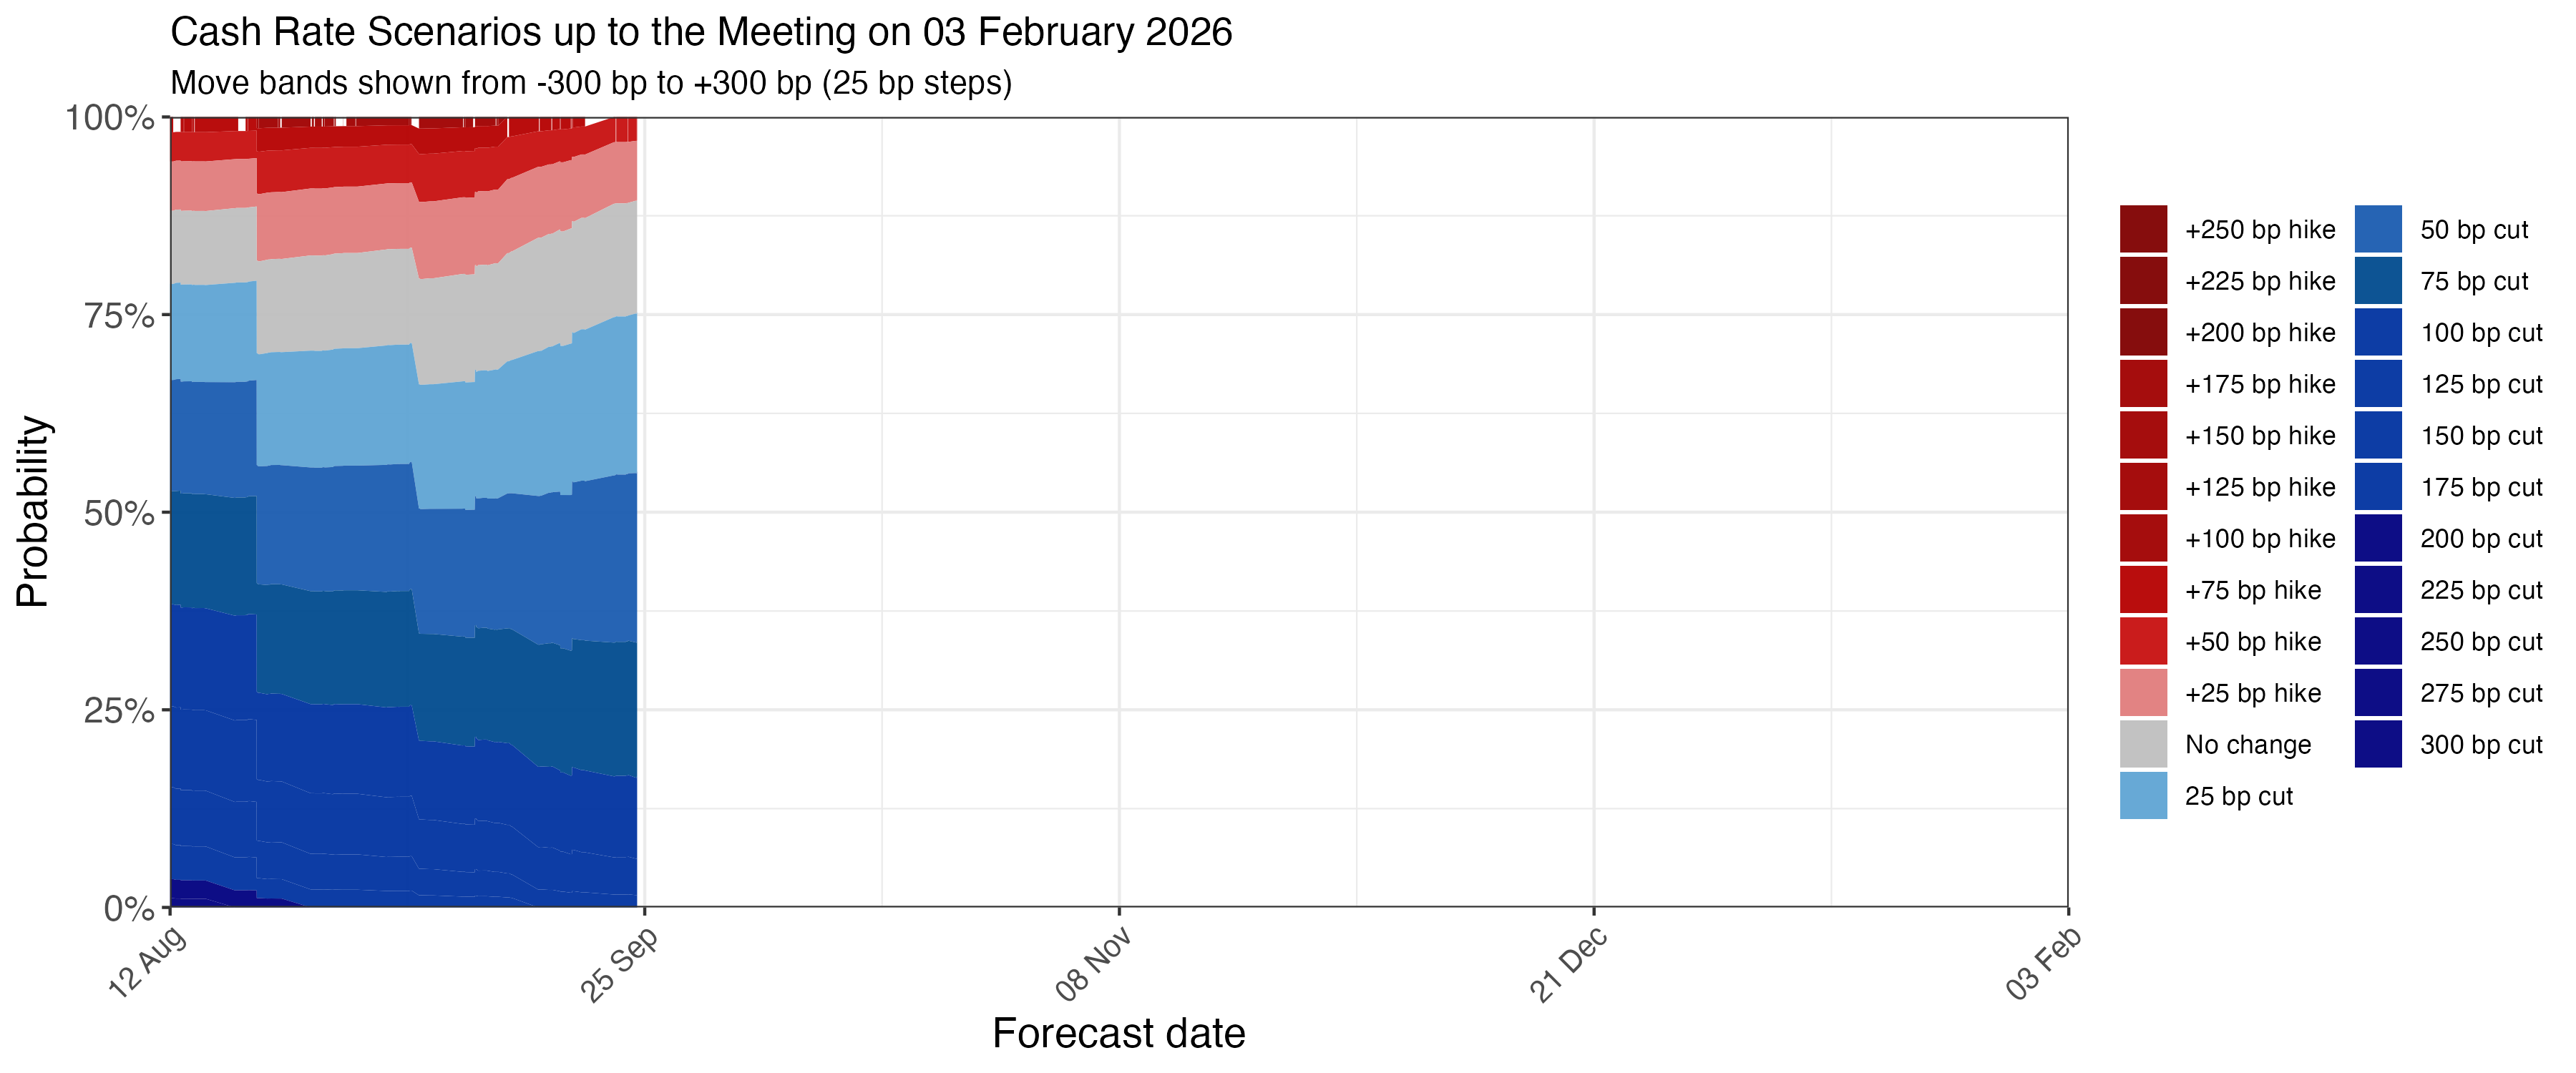 Cash Rate Scenarios up to the Meeting on 03 February 2026
Move bands shown from -300 bp to +300 bp (25 bp steps)
Probability
100%
75%
50%
25%
0%
12 Aug
25 Sep
08 Nov
21 Dec
03 Feb
Forecast date
+250 bp hike
+225 bp hike
+200 bp hike
+175 bp hike
+150 bp hike
+125 bp hike
+100 bp hike
+75 bp hike
+50 bp hike
+25 bp hike
No change
25 bp cut
50 bp cut
75 bp cut
100 bp cut
125 bp cut
150 bp cut
175 bp cut
200 bp cut
225 bp cut
250 bp cut
275 bp cut
300 bp cut